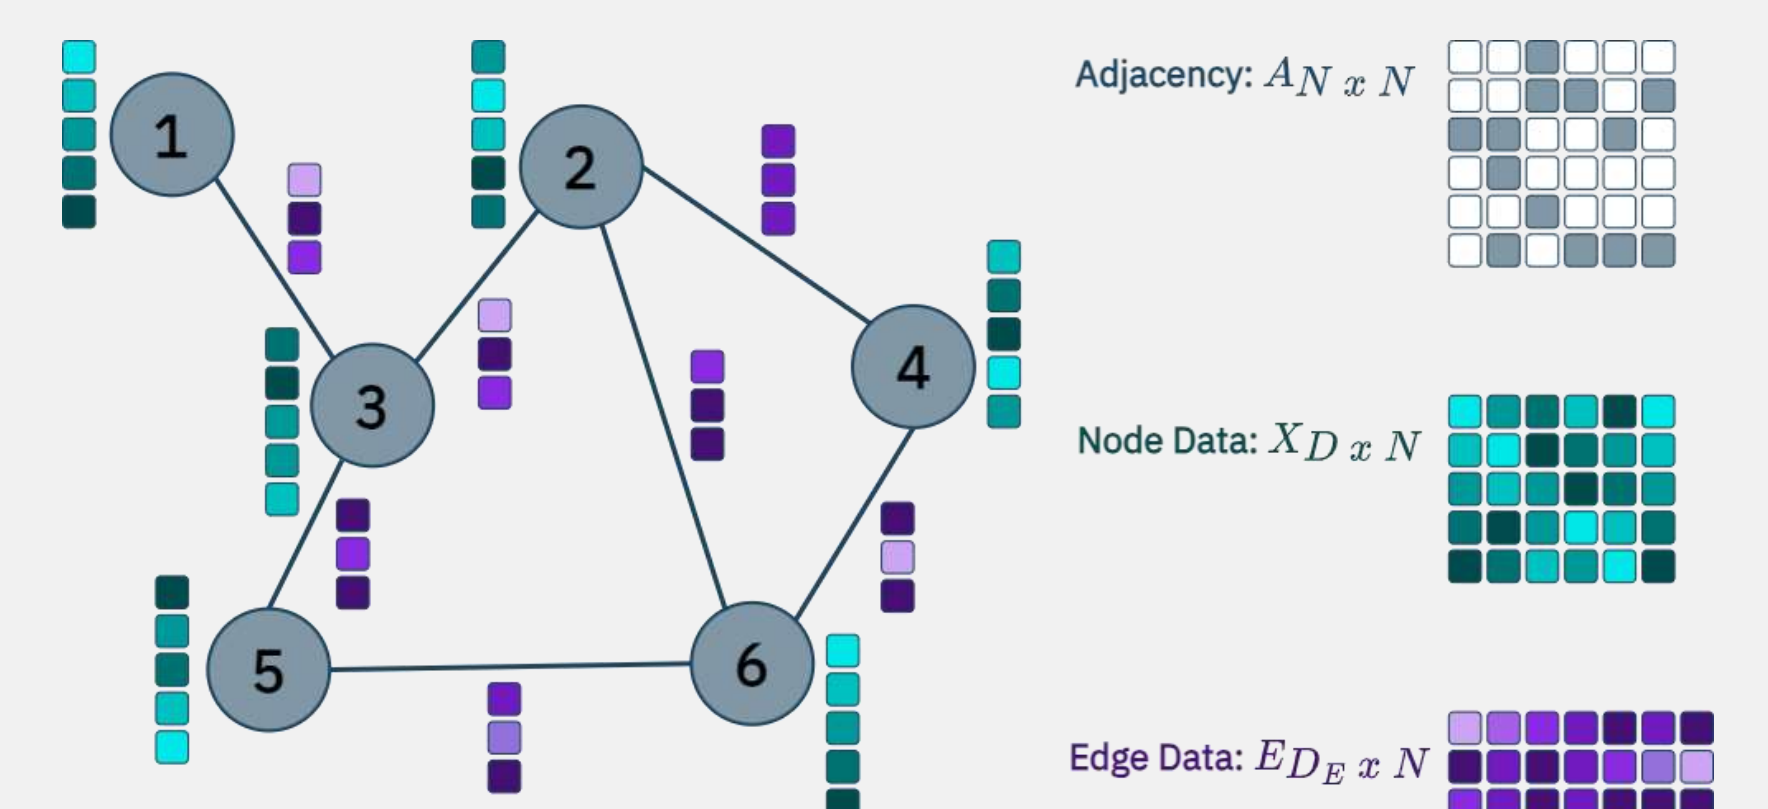 1
2
3
4
5
6
Adjacency: A_{N x N}
Node Data: X_{D x N}
Edge Data: E_{D_E x N}